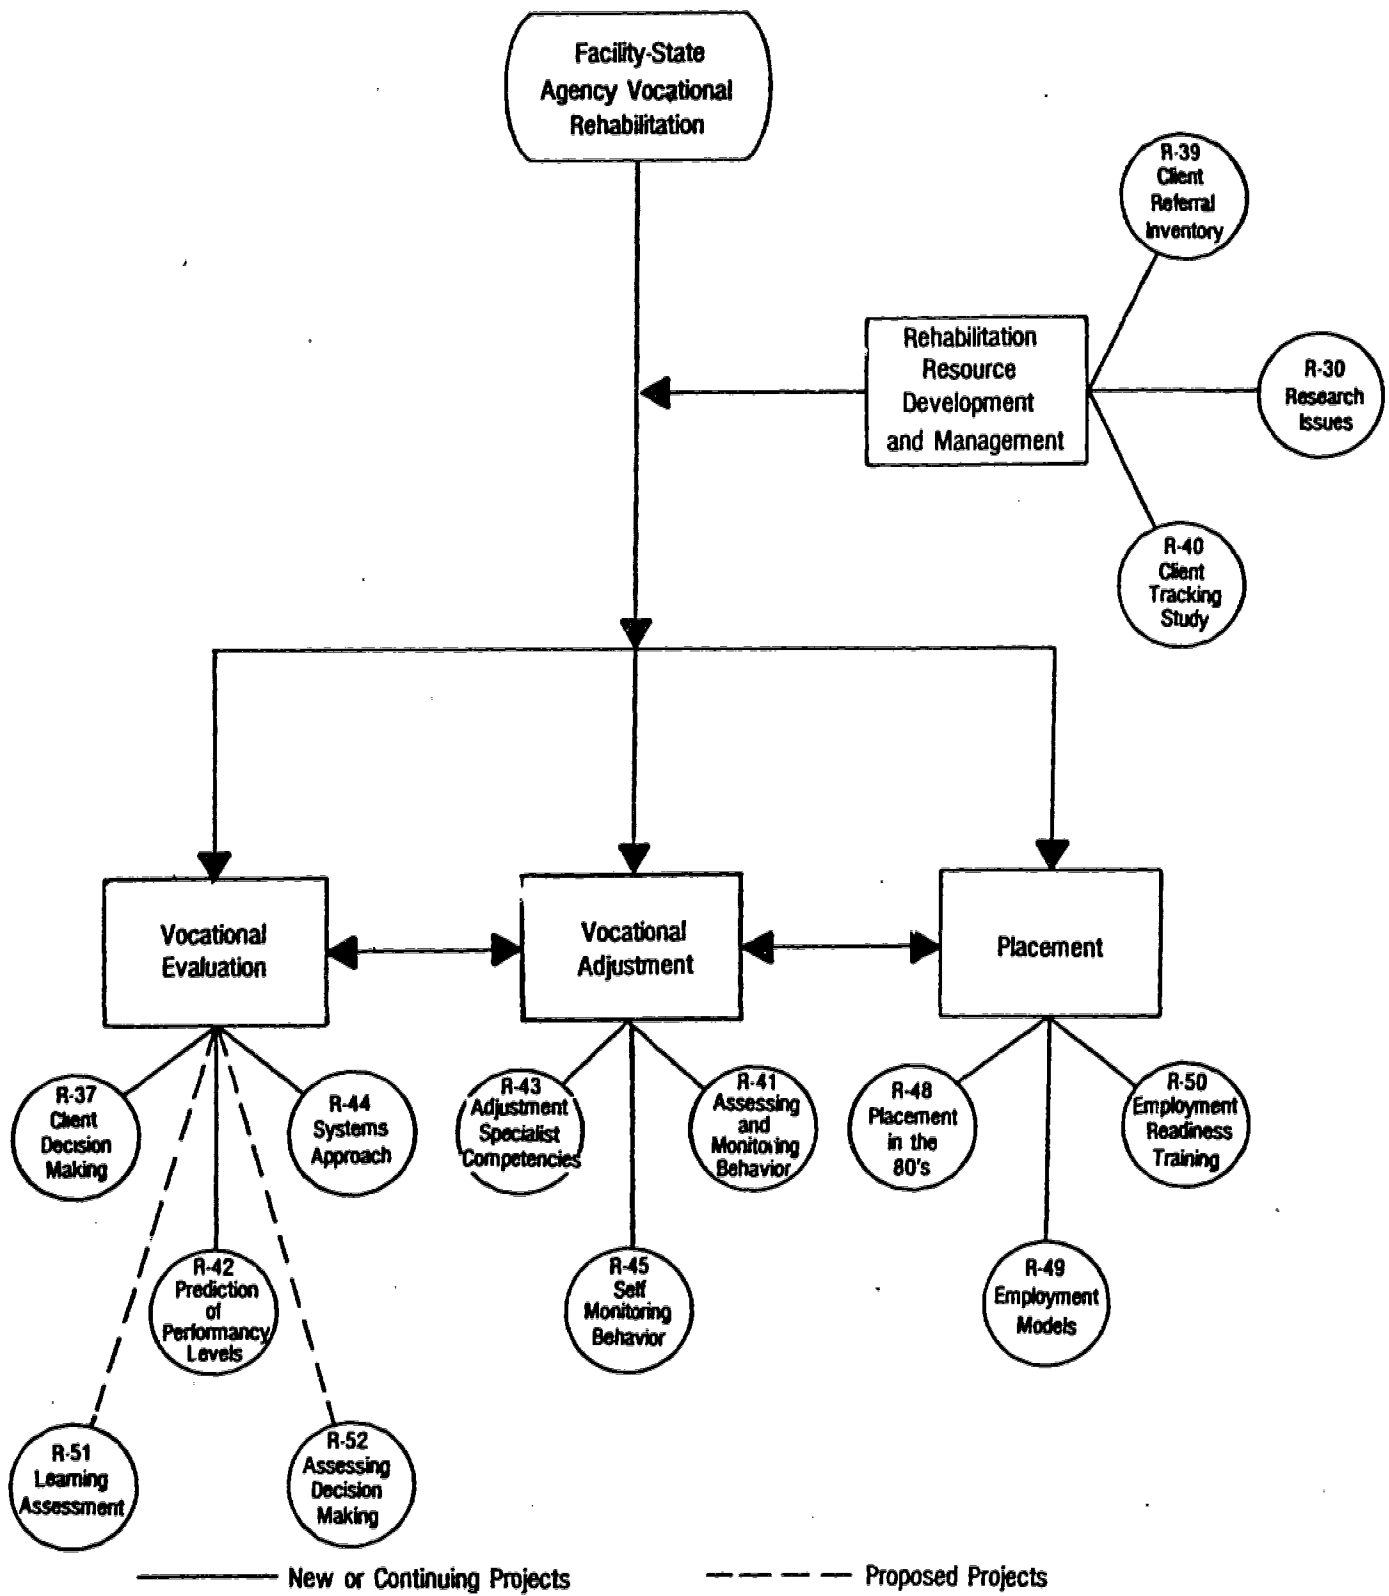 Facility-State
Agency Vocational
Rehabilitation
R-39
Client
Referral
Inventory
Rehabilitation
Resource
Development
and Management
R-30
Research
Issues
R-40
Client
Tracking
Study
Vocational
Evaluation
Vocational
Adjustment
Placement
R-37
Client
Decision
Making
R-44
Systems
Approach
R-43
Adjustment
Specialist
Competencies
R-41
Assessing
and
Monitoring
Behavior
R-48
Placement
in the
80's
R-50
Employment
Readiness
Training
R-42
Prediction
of
Performancy
Levels
R-45
Self
Monitoring
Behavior
R-49
Employment
Models
R-51
Learning
Assessment
R-52
Assessing
Decision
Making
New or Continuing Projects
Proposed Projects